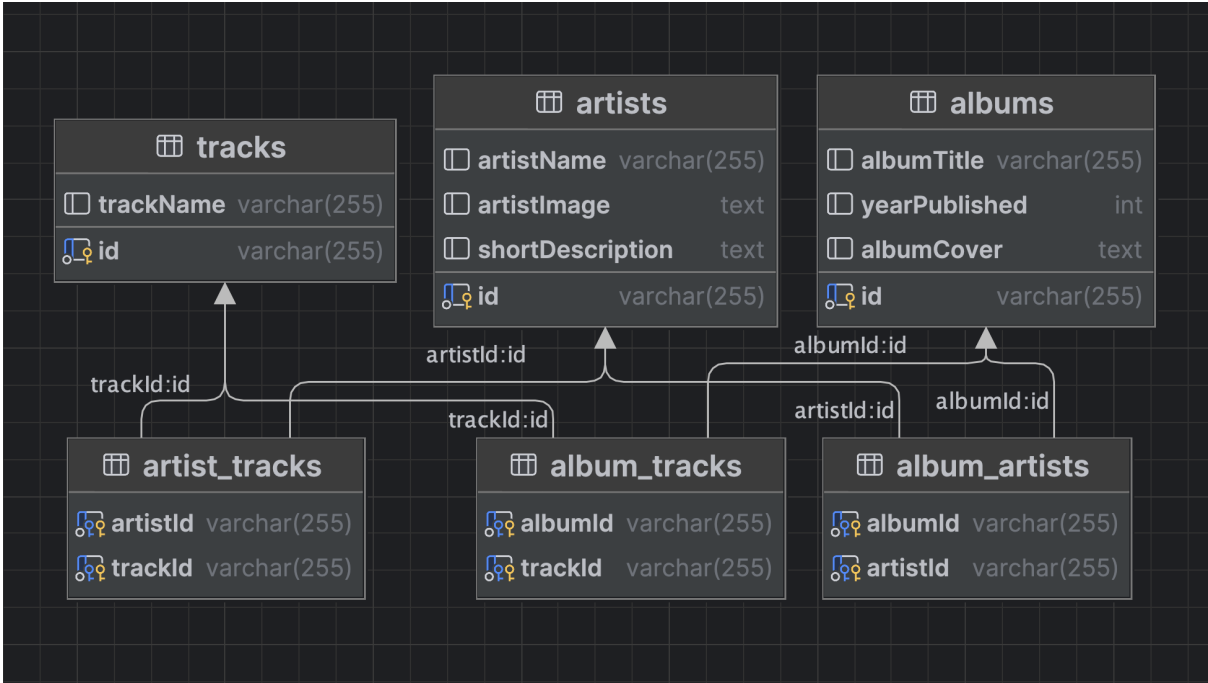 tracks
trackName varchar(255)
id varchar(255)
artists
artistName varchar(255)
artistImage text
shortDescription text
id varchar(255)
albums
albumTitle varchar(255)
yearPublished int
albumCover text
id varchar(255)
trackId:id
artistId:id
trackId:id
albumId:id
artistId:id
albumId:id
artist_tracks
artistId varchar(255)
trackId varchar(255)
album_tracks
albumId varchar(255)
trackId varchar(255)
album_artists
albumId varchar(255)
artistId varchar(255)